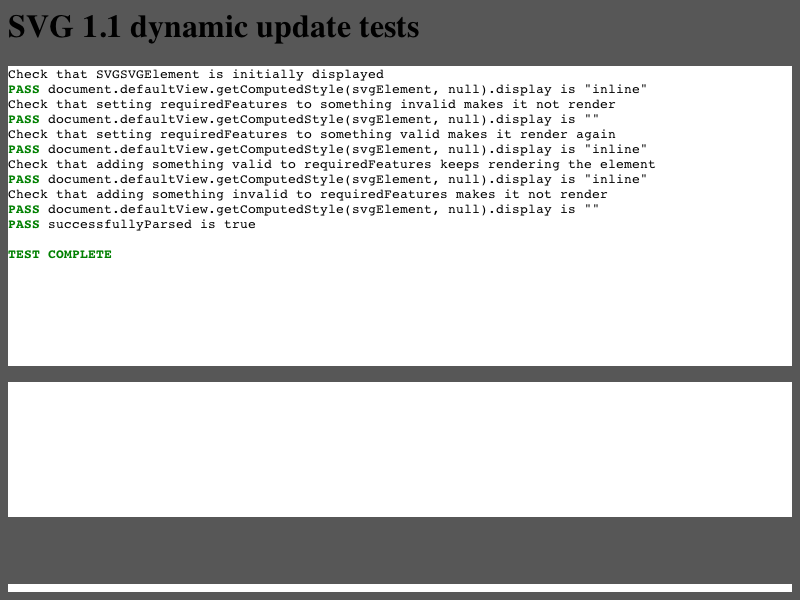 SVG 1.1 dynamic update tests
Check that SVGSVGElement is initially displayed
PASS document.defaultView.getComputedStyle(svgElement, null).display is "inline"
Check that setting requiredFeatures to something invalid makes it not render
PASS document.defaultView.getComputedStyle(svgElement, null).display is ""
Check that setting requiredFeatures to something valid makes it render again
PASS document.defaultView.getComputedStyle(svgElement, null).display is "inline"
Check that adding something valid to requiredFeatures keeps rendering the element
PASS document.defaultView.getComputedStyle(svgElement, null).display is "inline"
Check that adding something invalid to requiredFeatures makes it not render
PASS document.defaultView.getComputedStyle(svgElement, null).display is ""
PASS successfullyParsed is true
TEST COMPLETE